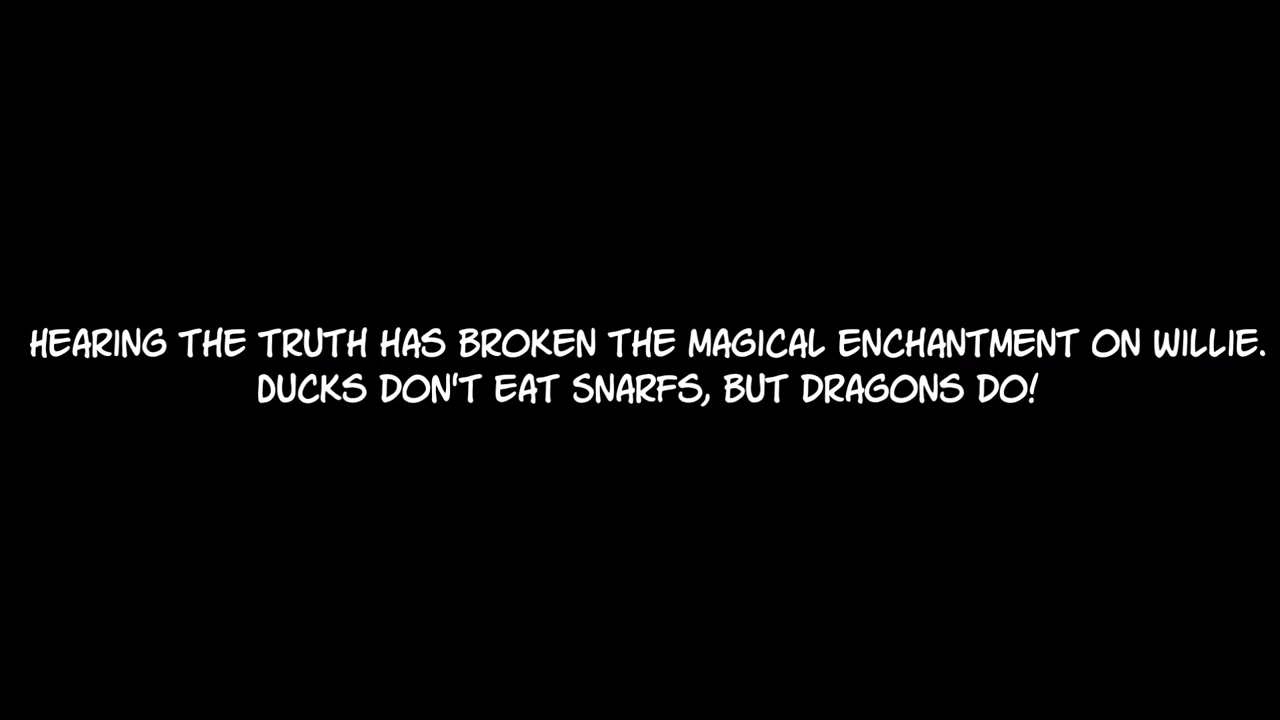 HEARING THE TRUTH HAS BROKEN THE MAGICAL ENCHANTMENT ON WILLIE.
DUCKS DON'T EAT SNARFS, BUT DRAGONS DO!